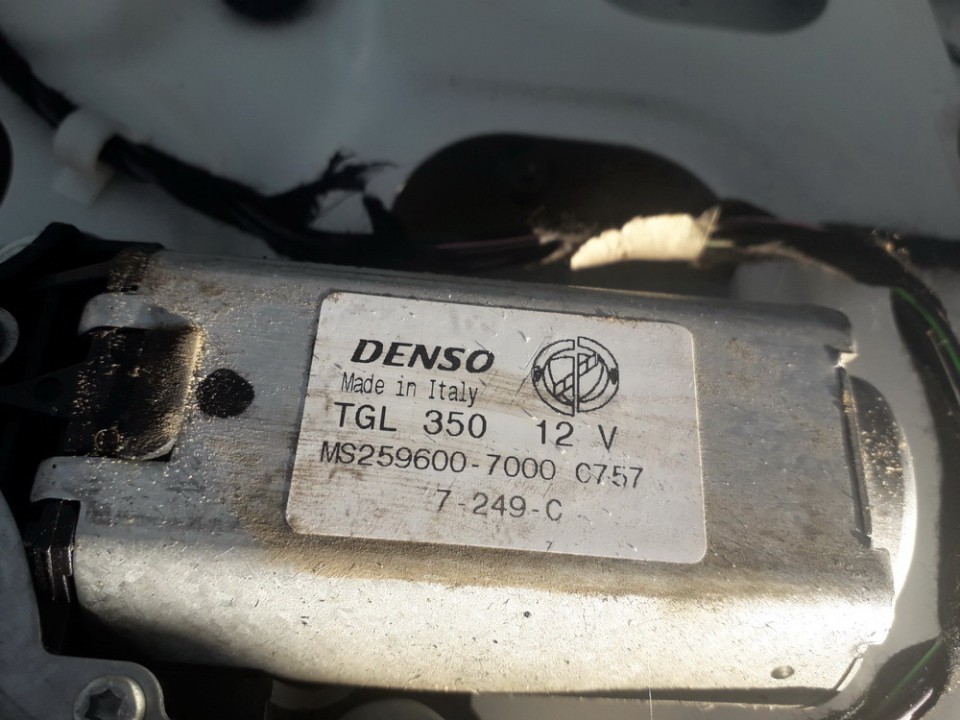 DENSO
Made in Italy
TGL 350 12 V
MS259600-7000 C757
7-249-C